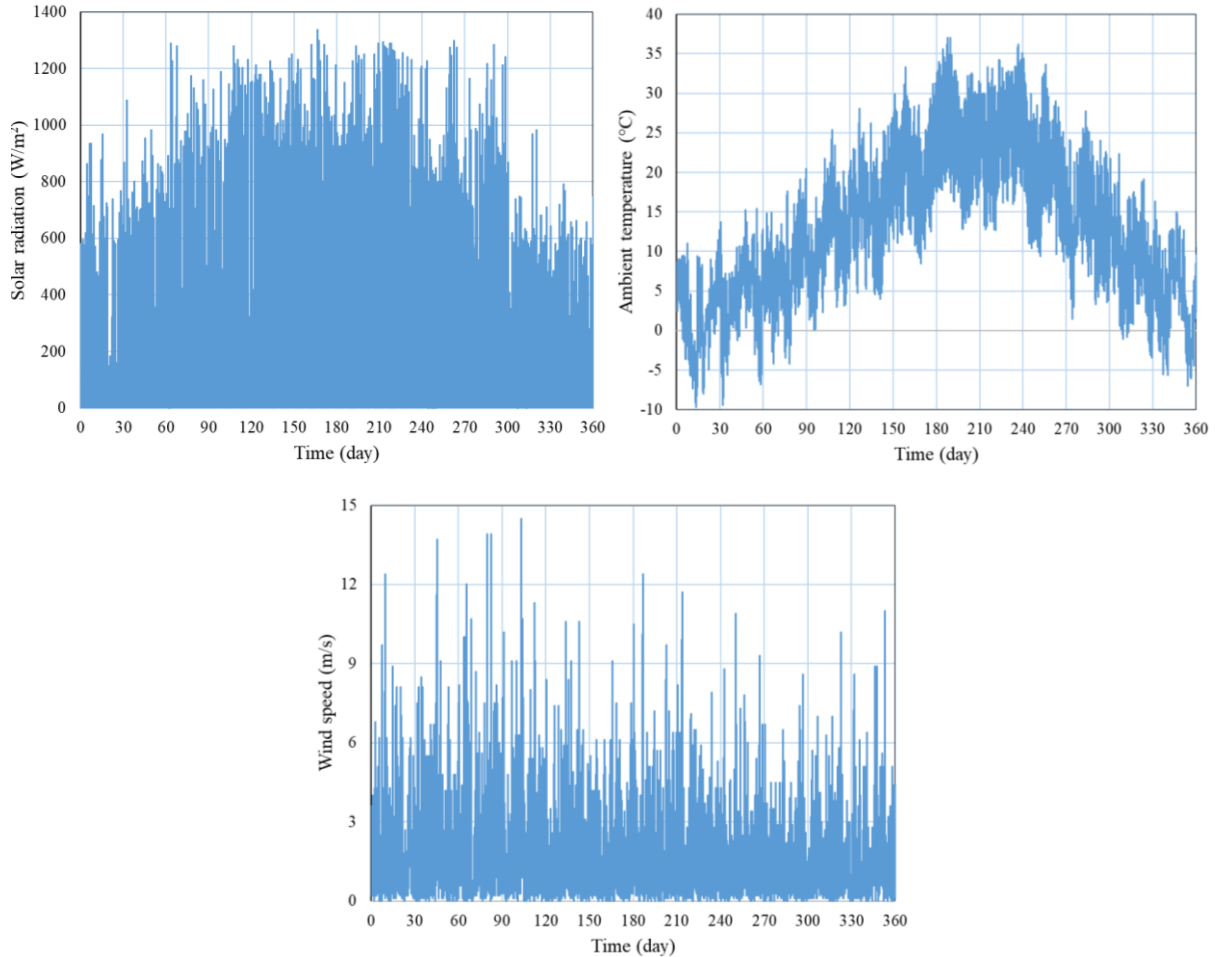 Solar radiation (W/m²)
1400
1200
1000
800
600
400
200
0
0 30 60 90 120 150 180 210 240 270 300 330 360
Time (day)
Ambient temperature (°C)
40
35
30
25
20
15
10
5
0
-5
-10
0 30 60 90 120 150 180 210 240 270 300 330 360
Time (day)
Wind speed (m/s)
15
12
9
6
3
0
0 30 60 90 120 150 180 210 240 270 300 330 360
Time (day)